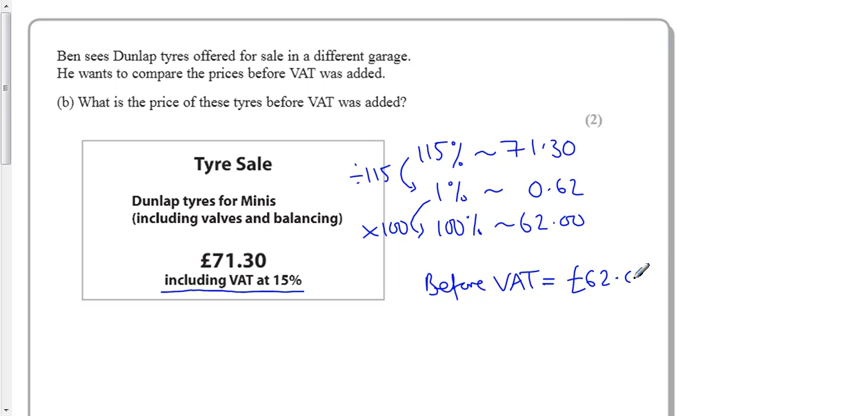 Ben sees Dunlap tyres offered for sale in a different garage.
He wants to compare the prices before VAT was added.
(b) What is the price of these tyres before VAT was added?
(2)
Tyre Sale
Dunlap tyres for Minis
(including valves and balancing)
£71.30
including VAT at 15%
115% ~ 71.30
÷115
1% ~ 0.62
×100
100% ~ 62.00
Before VAT = £62.0